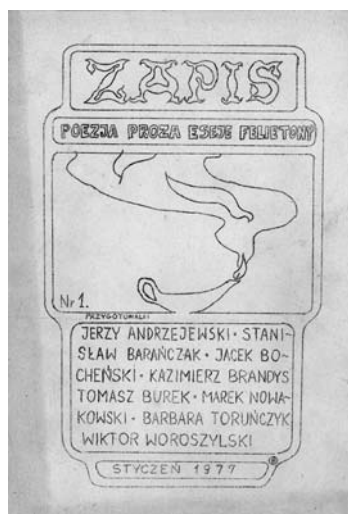 ZAPIS
POEZJA PROZA ESEJE FELIETONY
Nr 1.
PRZYGOTOWALI
JERZY ANDRZEJEWSKI · STANI-
SŁAW BARAŃCZAK · JACEK BO-
CHEŃSKI · KAZIMIERZ BRANDYS
TOMASZ BUREK · MAREK NOWA-
KOWSKI · BARBARA TORUŃCZYK
WIKTOR WOROSZYLSKI
STYCZEŃ 1977